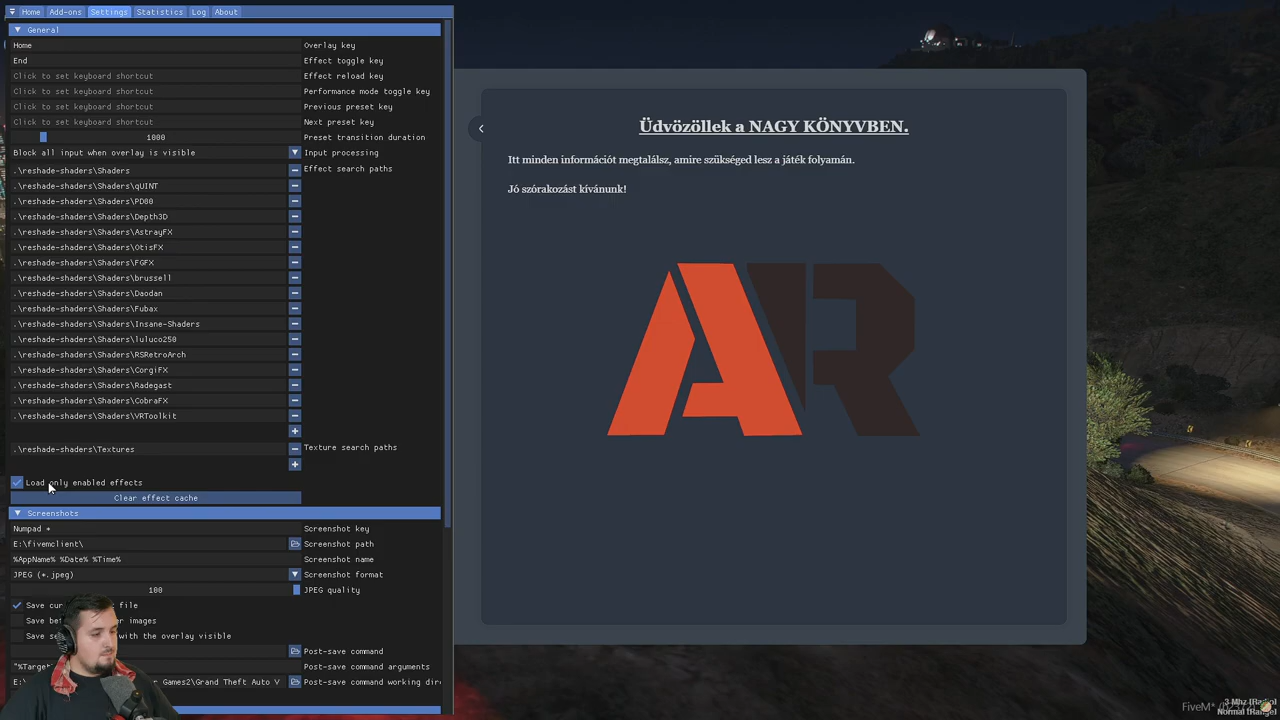 Home Add-ons Settings Statistics Log About
General
Home Overlay key
End Effect toggle key
Click to set keyboard shortcut Effect reload key
Click to set keyboard shortcut Performance mode toggle key
Click to set keyboard shortcut Previous preset key
Click to set keyboard shortcut Next preset key
1000 Preset transition duration
Block all input when overlay is visible Input processing
.\reshade-shaders\Shaders Effect search paths
.\reshade-shaders\Shaders\qUINT
.\reshade-shaders\Shaders\PD80
.\reshade-shaders\Shaders\Depth3D
.\reshade-shaders\Shaders\AstrayFX
.\reshade-shaders\Shaders\OtisFX
.\reshade-shaders\Shaders\FGFX
.\reshade-shaders\Shaders\brussell
.\reshade-shaders\Shaders\Daodan
.\reshade-shaders\Shaders\Fubax
.\reshade-shaders\Shaders\Insane-Shaders
.\reshade-shaders\Shaders\luluco250
.\reshade-shaders\Shaders\RSRetroArch
.\reshade-shaders\Shaders\CorgiFX
.\reshade-shaders\Shaders\Radegast
.\reshade-shaders\Shaders\CobraFX
.\reshade-shaders\Shaders\VRToolkit
.\reshade-shaders\Textures Texture search paths
Load only enabled effects
Clear effect cache
Screenshots
Numpad * Screenshot key
E:\fivemclient\ Screenshot path
%AppName% %Date% %Time% Screenshot name
JPEG (*.jpeg) Screenshot format
100 JPEG quality
Save file
Save images
Save with the overlay visible
Post-save command
Post-save command arguments
Games2\Grand Theft Auto V Post-save command working
Üdvözöllek a NAGY KÖNYVBEN.
Itt minden információt megtalálsz, amire szükséged lesz a játék folyamán.
Jó szórakozást kívánunk!
AR
3 Mhz [Radio]
FiveM*
Normal [Range]